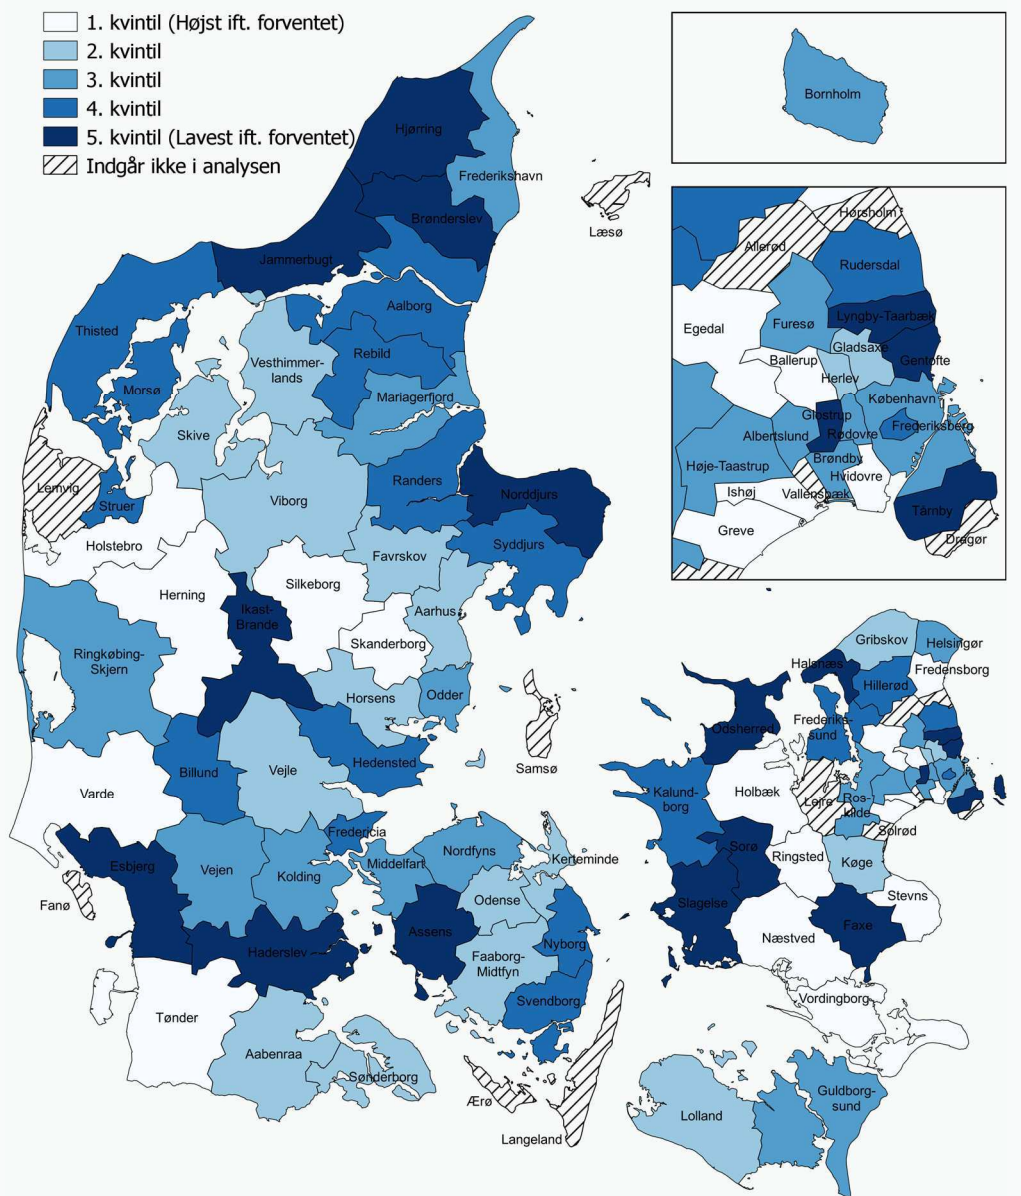 1. kvintil (Højst ift. forventet)
2. kvintil
3. kvintil
4. kvintil
5. kvintil (Lavest ift. forventet)
Indgår ikke i analysen
Bornholm
Hjørring
Frederikshavn
Brønderslev
Læsø
Jammerbugt
Aalborg
Thisted
Rebild
Vesthimmer-
lands
Morsø
Mariagerfjord
Skive
Lemvig
Randers
Viborg
Struer
Norddjurs
Holstebro
Syddjurs
Favrskov
Silkeborg
Herning
Ikast-
Brande
Aarhus
Skanderborg
Ringkøbing-
Skjern
Horsens
Odder
Samsø
Billund
Vejle
Hedensted
Varde
Fredericia
Esbjerg
Vejen
Kolding
Middelfart
Nordfyns
Kerteminde
Fanø
Odense
Assens
Haderslev
Nyborg
Faaborg-
Midtfyn
Svendborg
Tønder
Aabenraa
Sønderborg
Ærø
Langeland
Hørsholm
Allerød
Rudersdal
Egedal
Furesø
Lyngby-Taarbæk
Gladsaxe
Ballerup
Gentofte
Herlev
København
Glostrup
Frederiksberg
Albertslund
Rødovre
Brøndby
Høje-Taastrup
Hvidovre
Ishøj
Vallensbæk
Tårnby
Greve
Dragør
Gribskov
Helsingør
Halsnæs
Fredensborg
Hillerød
Odsherred
Frederiks-
sund
Kalund-
borg
Holbæk
Lejre
Ros-
kilde
Solrød
Sorø
Ringsted
Køge
Stevns
Slagelse
Faxe
Næstved
Vordingborg
Guldborg-
sund
Lolland